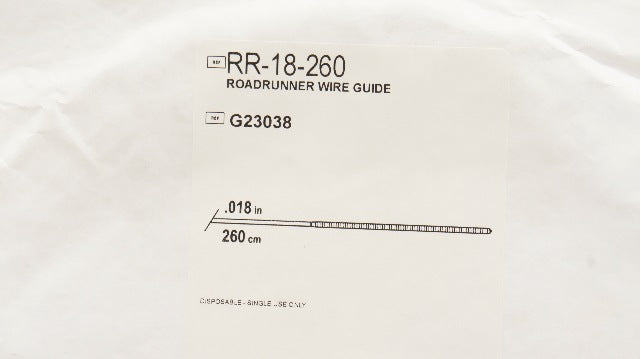 REF RR-18-260
ROADRUNNER WIRE GUIDE
REF G23038
.018 in
260 cm
DISPOSABLE - SINGLE USE ONLY